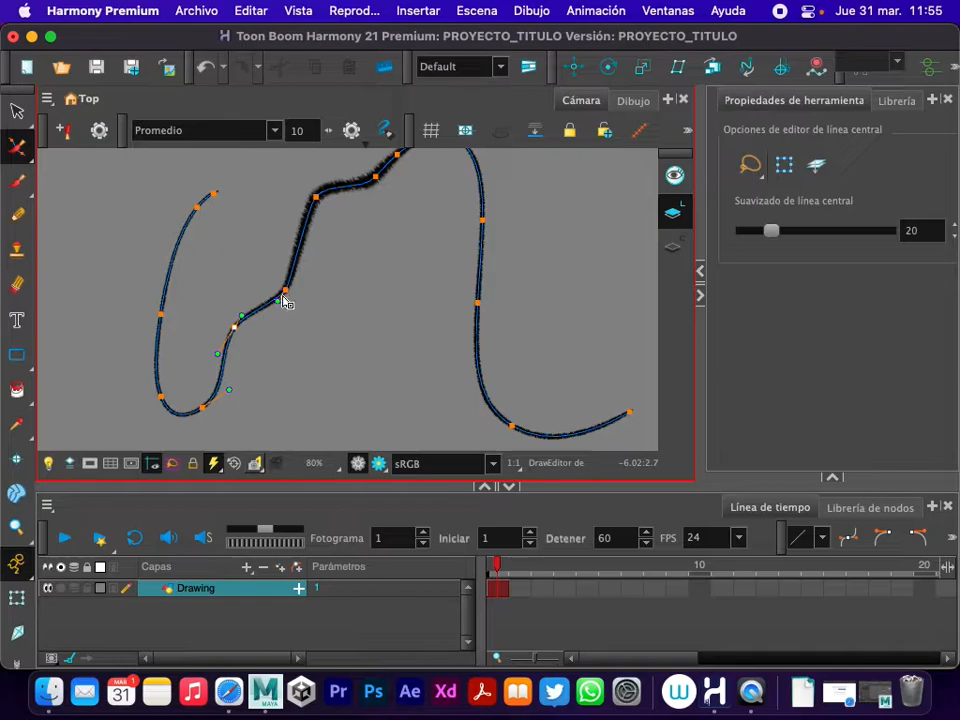 Harmony Premium Archivo Editar Vista Reprod... Insertar Escena Dibujo Animación Ventanas Ayuda Jue 31 mar. 11:55
Toon Boom Harmony 21 Premium: PROYECTO_TITULO Versión: PROYECTO_TITULO
Default
Top
Cámara
Dibujo
Propiedades de herramienta
Librería
Promedio
10
Opciones de editor de línea central
Suavizado de línea central
20
80%
sRGB
1:1
DrawEditor de
-6.02:2.7
Línea de tiempo
Librería de nodos
Fotograma 1
Iniciar 1
Detener 60
FPS 24
Capas
Parámetros
10
20
Drawing
1
MAR
31
MAYA
Pr
Ps
Ae
Xd